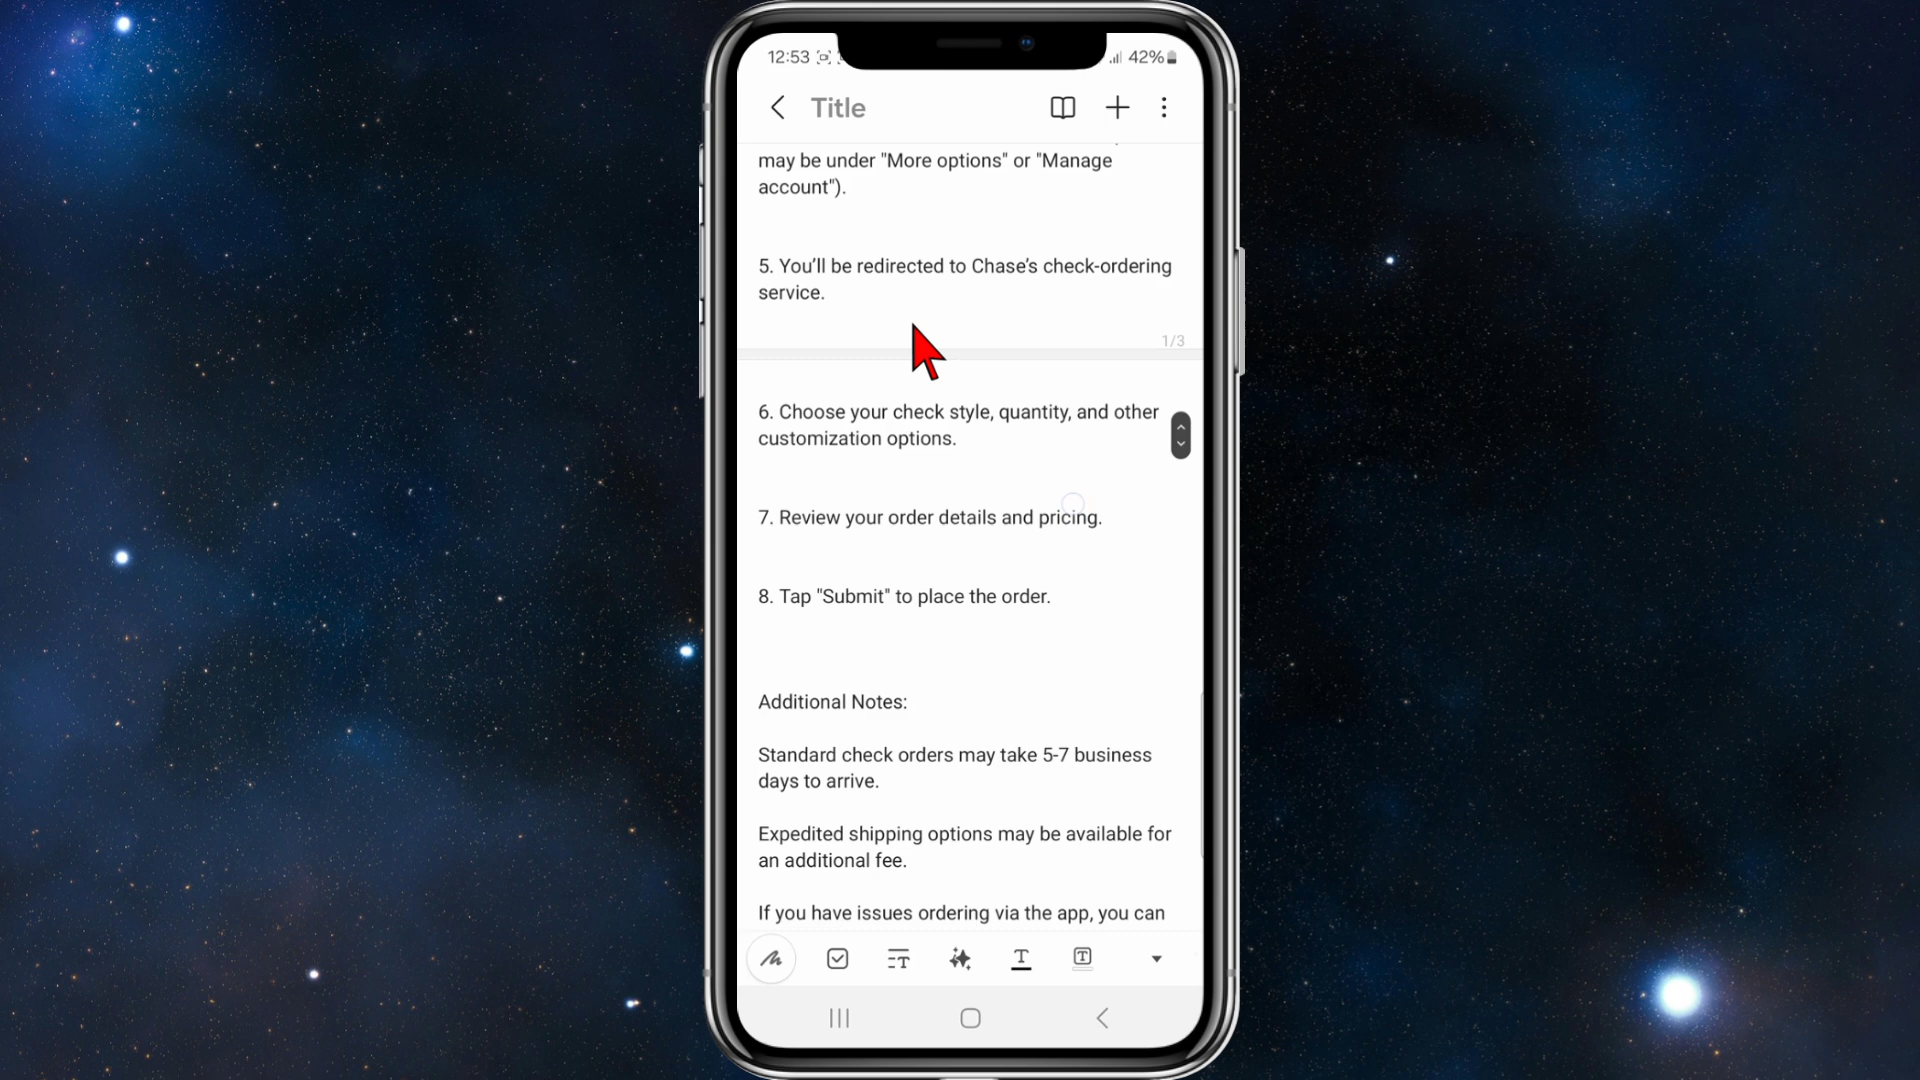 12:53
42%
Title
may be under "More options" or "Manage
account").
5. You’ll be redirected to Chase’s check-ordering
service.
1/3
6. Choose your check style, quantity, and other
customization options.
7. Review your order details and pricing.
8. Tap "Submit" to place the order.
Additional Notes:
Standard check orders may take 5-7 business
days to arrive.
Expedited shipping options may be available for
an additional fee.
If you have issues ordering via the app, you can